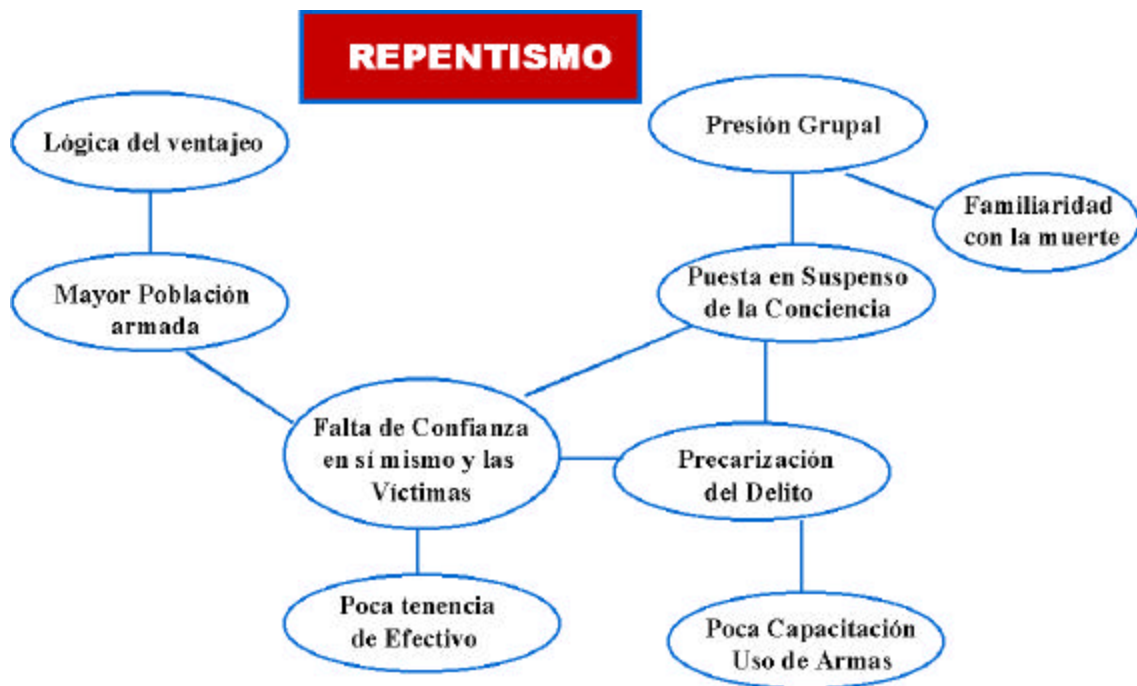 REPENTISMO
Lógica del ventajeo
Presión Grupal
Familiaridad
con la muerte
Mayor Población
armada
Puesta en Suspenso
de la Conciencia
Falta de Confianza
en sí mismo y las
Víctimas
Precarización
del Delito
Poca tenencia
de Efectivo
Poca Capacitación
Uso de Armas